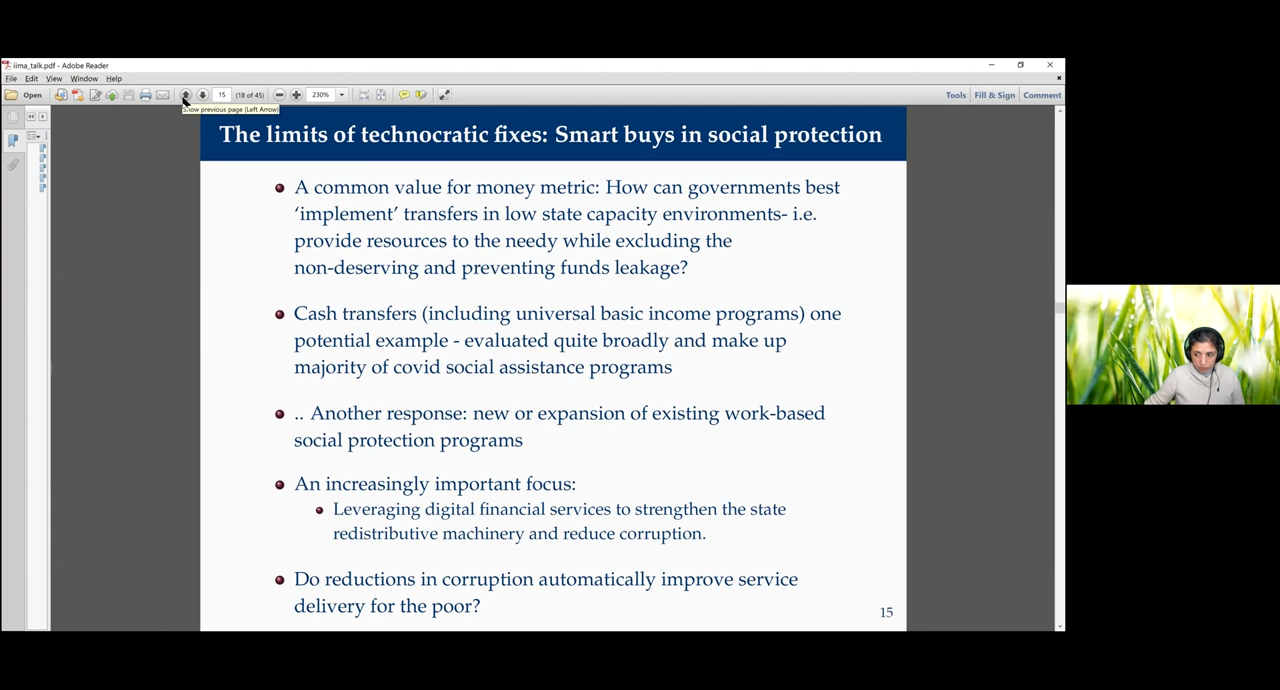 iima_talk.pdf - Adobe Reader
File Edit View Window Help
Open
15
(18 of 45)
230%
Tools
Fill & Sign
Comment
Show previous page (Left Arrow)
The limits of technocratic fixes: Smart buys in social protection
A common value for money metric: How can governments best
‘implement’ transfers in low state capacity environments- i.e.
provide resources to the needy while excluding the
non-deserving and preventing funds leakage?
Cash transfers (including universal basic income programs) one
potential example - evaluated quite broadly and make up
majority of covid social assistance programs
.. Another response: new or expansion of existing work-based
social protection programs
An increasingly important focus:
Leveraging digital financial services to strengthen the state
redistributive machinery and reduce corruption.
Do reductions in corruption automatically improve service
delivery for the poor?
15